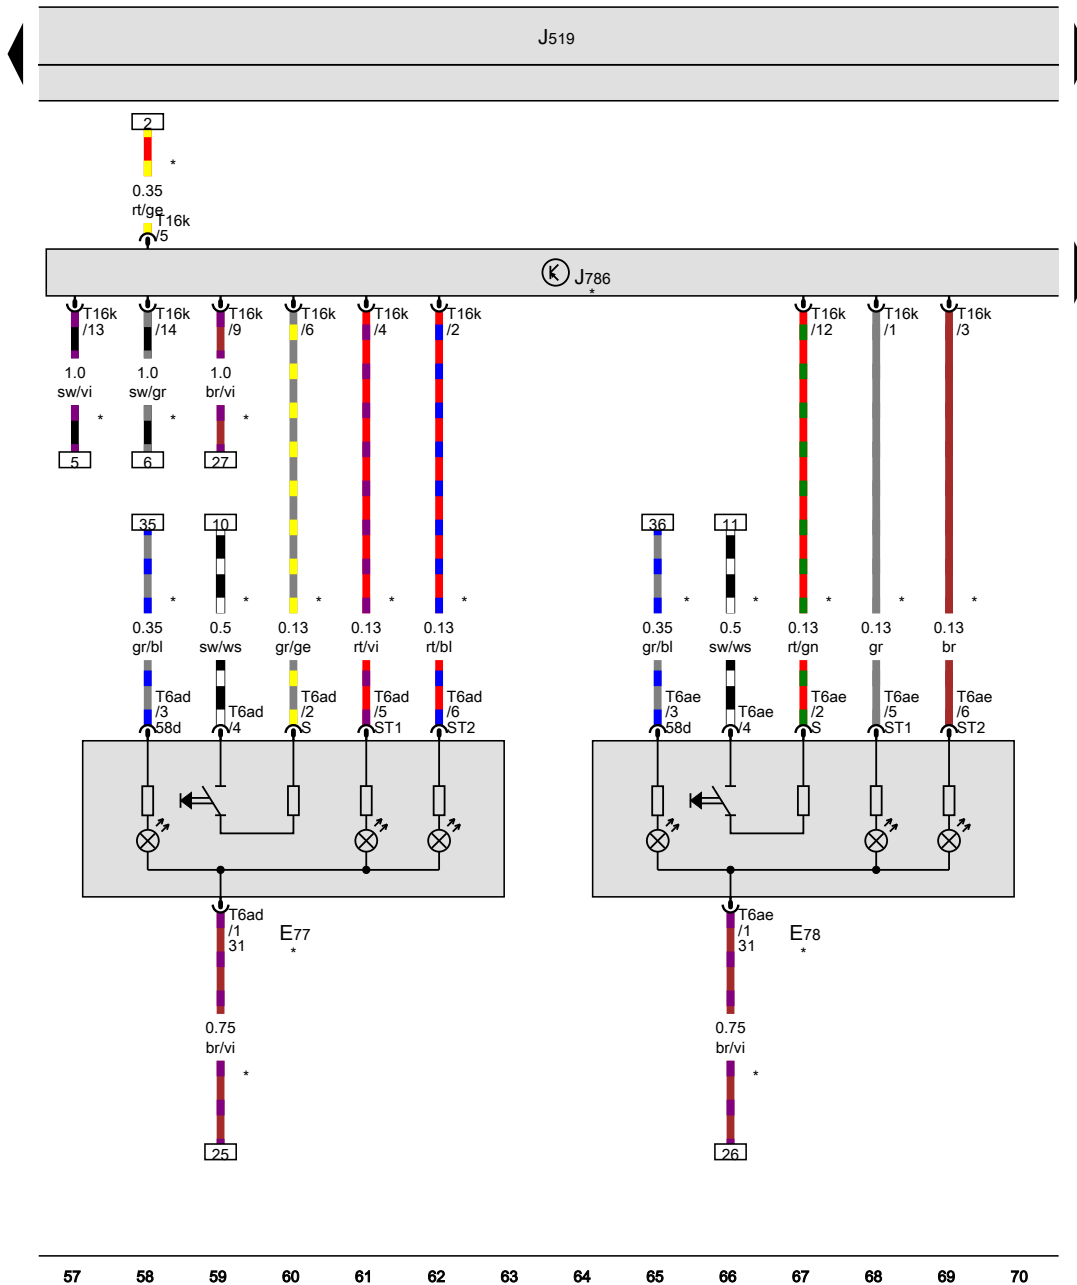 J519
2
*
0.35
rt/ge
T16k
/5
J786
*
T16k
/13
T16k
/14
T16k
/9
T16k
/6
T16k
/4
T16k
/2
T16k
/12
T16k
/1
T16k
/3
1.0
sw/vi
1.0
sw/gr
1.0
br/vi
* * *
5 6 27
35 10 36 11
* * * * * * * * * *
0.35
gr/bl
0.5
sw/ws
0.13
gr/ge
0.13
rt/vi
0.13
rt/bl
0.35
gr/bl
0.5
sw/ws
0.13
rt/gn
0.13
gr
0.13
br
T6ad
/3
58d
T6ad
/4
T6ad
/2
S
T6ad
/5
ST1
T6ad
/6
ST2
T6ae
/3
58d
T6ae
/4
T6ae
/2
S
T6ae
/5
ST1
T6ae
/6
ST2
T6ad
/1
31
E77
*
T6ae
/1
31
E78
*
0.75
br/vi
*
0.75
br/vi
*
25 26
57 58 59 60 61 62 63 64 65 66 67 68 69 70